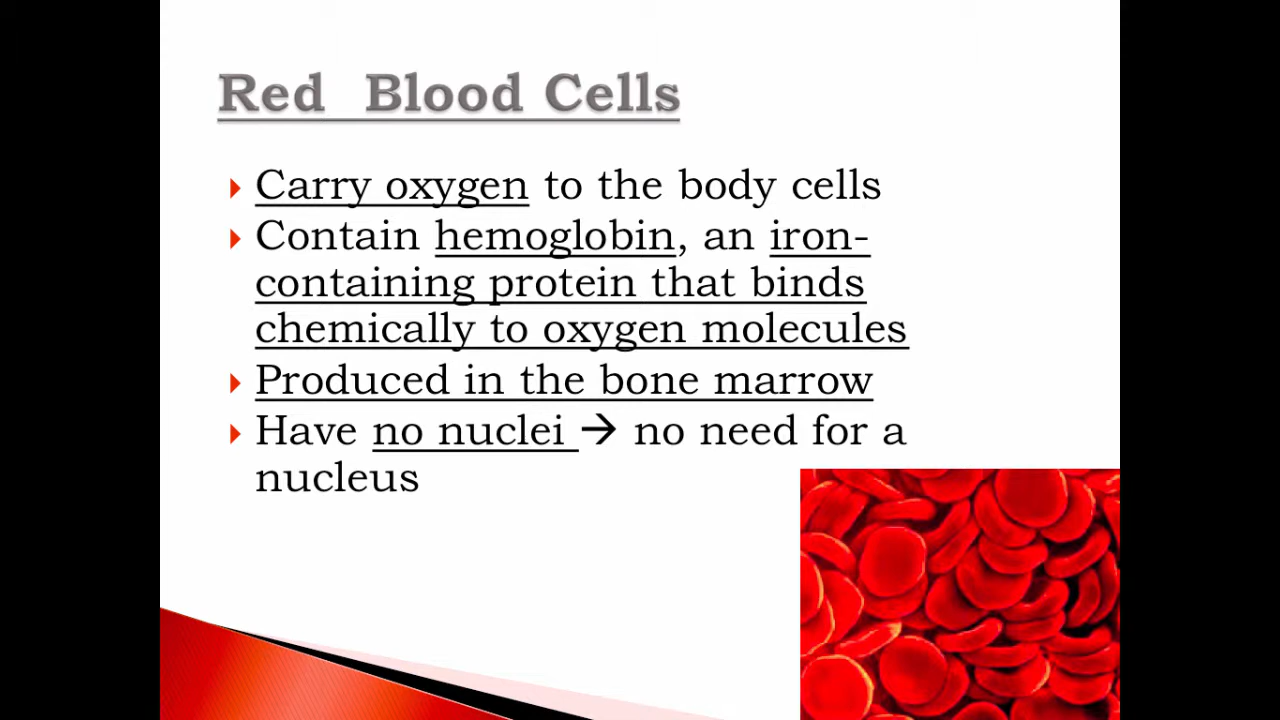 Red Blood Cells
Carry oxygen to the body cells
Contain hemoglobin, an iron-
containing protein that binds
chemically to oxygen molecules
Produced in the bone marrow
Have no nuclei → no need for a
nucleus